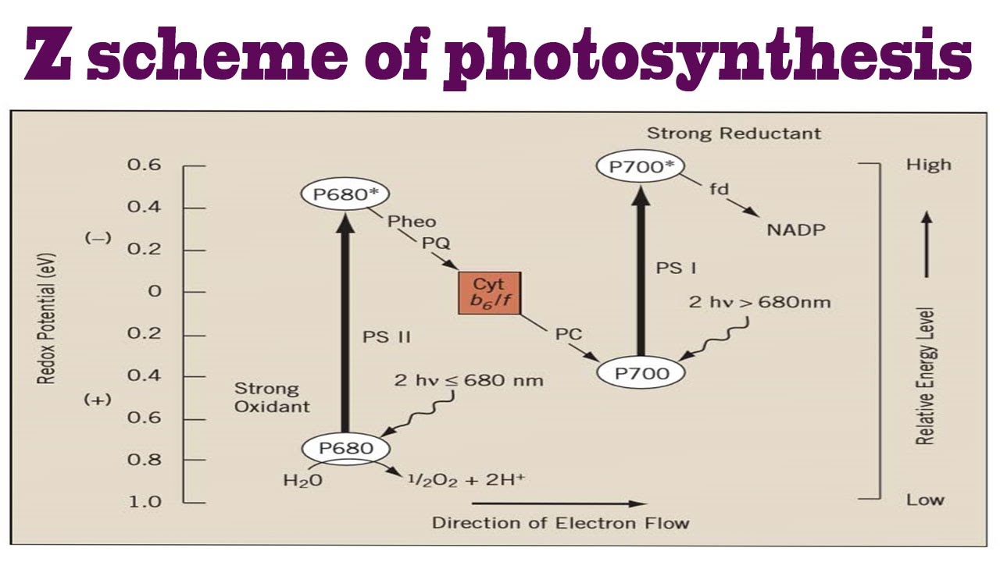 Z scheme of photosynthesis
Strong Reductant
0.6
P700*
High
P680*
fd
0.4
Pheo
NADP
(–)
PQ
0.2
PS I
0
Cyt
b₆/f
2 hν > 680nm
Redox Potential (eV)
0.2
PS II
PC
Relative Energy Level
0.4
P700
2 hν ≤ 680 nm
Strong
Oxidant
(+)
0.6
P680
0.8
H₂O
1/2O₂ + 2H⁺
1.0
Low
Direction of Electron Flow